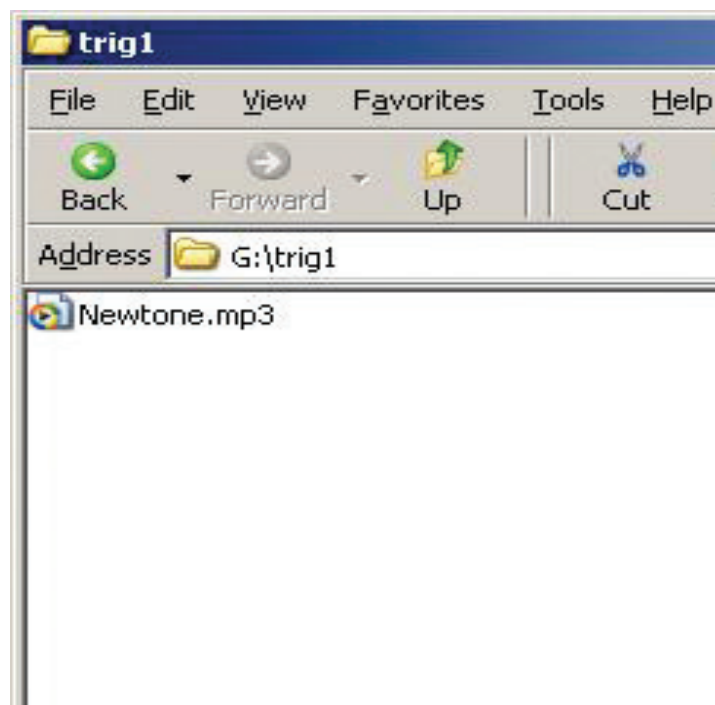 trig1
File Edit View Favorites Tools Help
Back Forward Up Cut
Address G:\trig1
Newtone.mp3